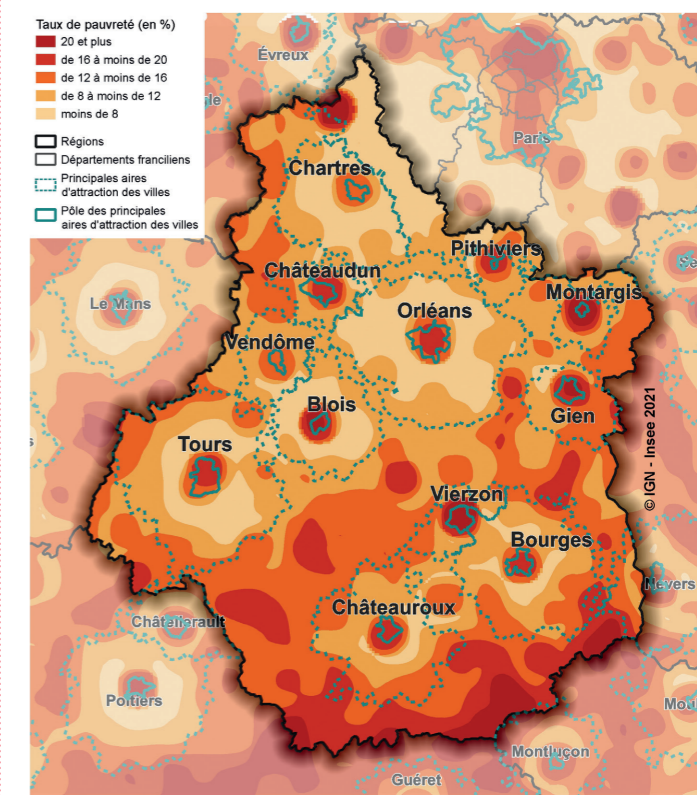 Taux de pauvreté (en %)
20 et plus
de 16 à moins de 20
de 12 à moins de 16
de 8 à moins de 12
moins de 8
Régions
Départements franciliens
Principales aires
d'attraction des villes
Pôle des principales
aires d'attraction des villes
Évreux
le
Paris
Chartres
Pithiviers
Se
Châteaudun
Montargis
Le Mans
Orléans
Vendôme
Blois
Gien
© IGN - Insee 2021
s
Tours
Vierzon
Bourges
Nevers
Châteauroux
Châtellerault
Poitiers
Mou
Montluçon
Guéret